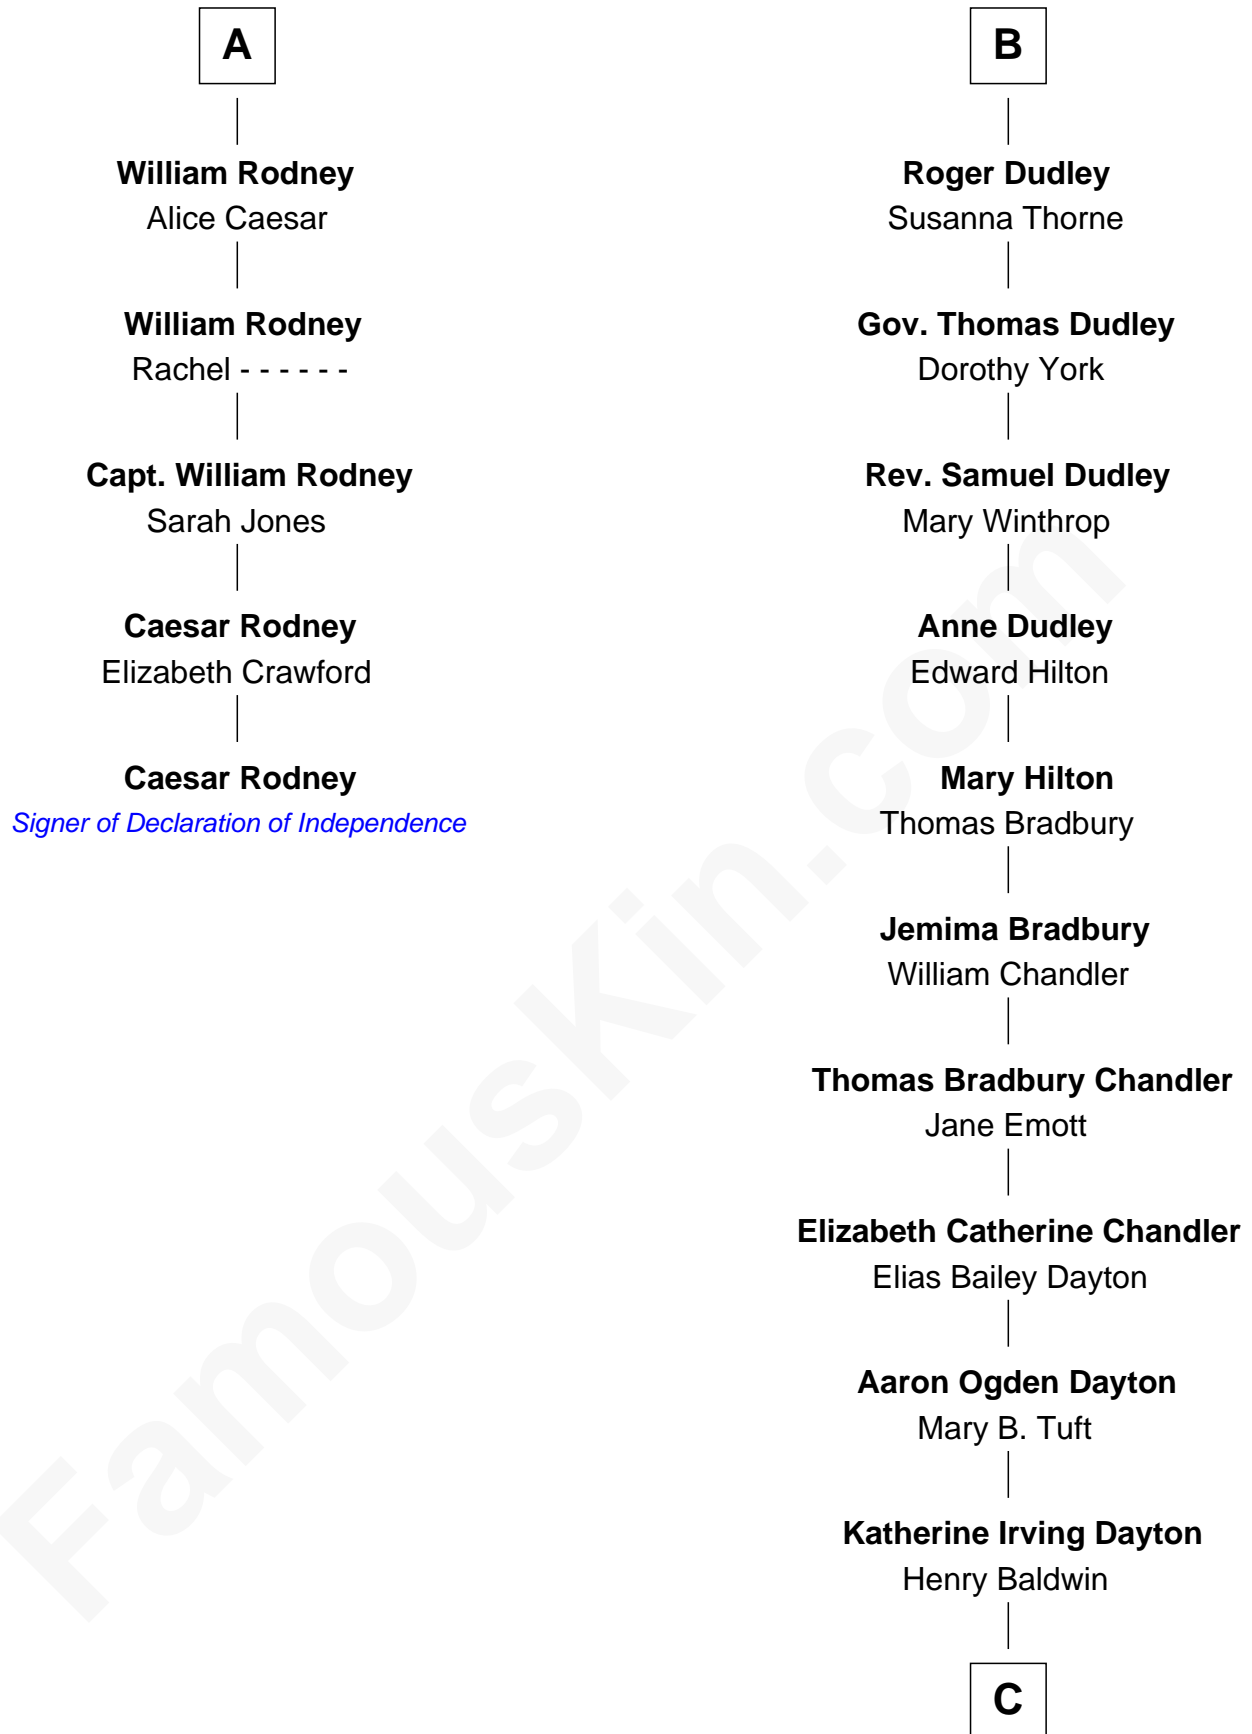 A
William Rodney
Alice Caesar
William Rodney
Rachel - - - - - -
Capt. William Rodney
Sarah Jones
Caesar Rodney
Elizabeth Crawford
Caesar Rodney
Signer of Declaration of Independence
B
Roger Dudley
Susanna Thorne
Gov. Thomas Dudley
Dorothy York
Rev. Samuel Dudley
Mary Winthrop
Anne Dudley
Edward Hilton
Mary Hilton
Thomas Bradbury
Jemima Bradbury
William Chandler
Thomas Bradbury Chandler
Jane Emott
Elizabeth Catherine Chandler
Elias Bailey Dayton
Aaron Ogden Dayton
Mary B. Tuft
Katherine Irving Dayton
Henry Baldwin
C
FamousKin.com